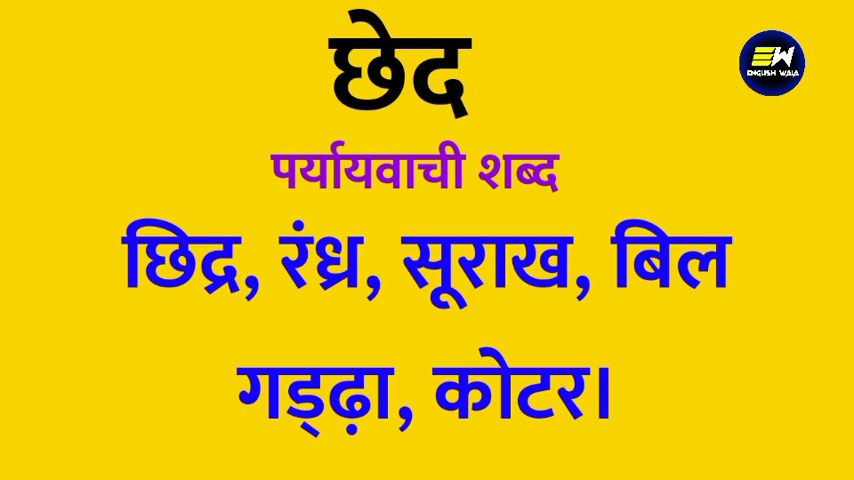 छेद
EW
ENGLISH WALA
पर्यायवाची शब्द
छिद्र, रंध्र, सूराख, बिल
गड्ढ़ा, कोटर।